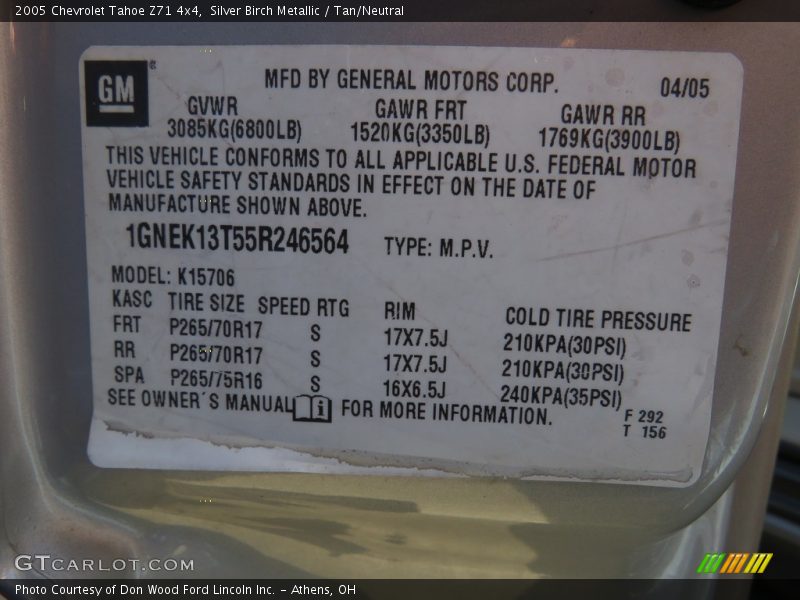 2005 Chevrolet Tahoe Z71 4x4, Silver Birch Metallic / Tan/Neutral
GM®
MFD BY GENERAL MOTORS CORP. 04/05
GVWR GAWR FRT GAWR RR
3085KG(6800LB) 1520KG(3350LB) 1769KG(3900LB)
THIS VEHICLE CONFORMS TO ALL APPLICABLE U.S. FEDERAL MOTOR
VEHICLE SAFETY STANDARDS IN EFFECT ON THE DATE OF
MANUFACTURE SHOWN ABOVE.
1GNEK13T55R246564 TYPE: M.P.V.
MODEL: K15706
KASC TIRE SIZE SPEED RTG RIM COLD TIRE PRESSURE
FRT P265/70R17 S 17X7.5J 210KPA(30PSI)
RR P265/70R17 S 17X7.5J 210KPA(30PSI)
SPA P265/75R16 S 16X6.5J 240KPA(35PSI)
SEE OWNER'S MANUAL FOR MORE INFORMATION.
F 292
T 156
GTCARLOT.COM
Photo Courtesy of Don Wood Ford Lincoln Inc. - Athens, OH